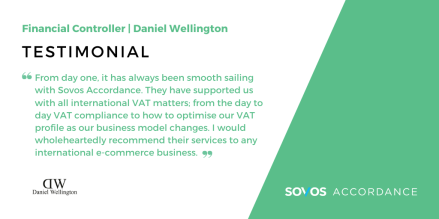 Financial Controller | Daniel Wellington
TESTIMONIAL
“ From day one, it has always been smooth sailing
with Sovos Accordance. They have supported us
with all international VAT matters; from the day to
day VAT compliance to how to optimise our VAT
profile as our business model changes. I would
wholeheartedly recommend their services to any
international e-commerce business. ”
DW
Daniel Wellington
SOVOS ACCORDANCE